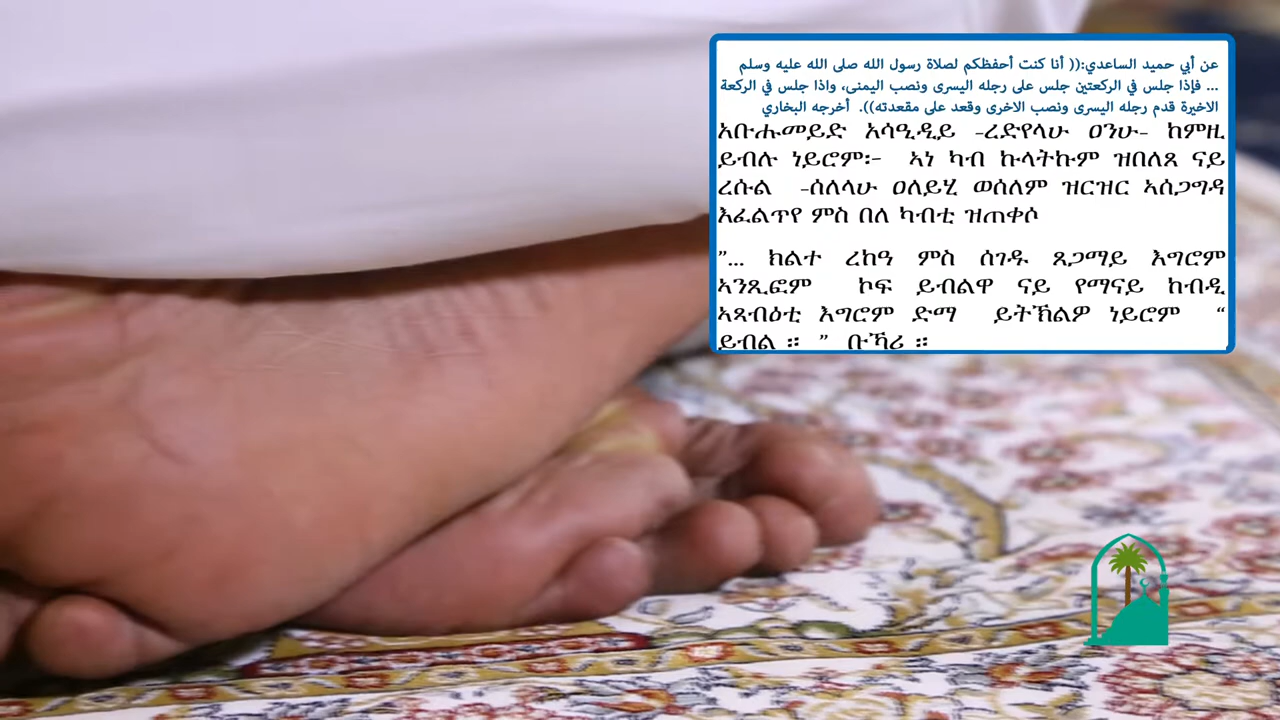 عن أبي حميد الساعدي:(( أنا كنت أحفظكم لصلاة رسول الله صلى الله عليه وسلم
... فإذا جلس في الركعتين جلس على رجله اليسرى ونصب اليمنى، واذا جلس في الركعة
الاخيرة قدم رجله اليسرى ونصب الاخرى وقعد على مقعدته)). أخرجه البخاري
አቡሑመይድ አሳዒዲይ -ረድየላሁ ዐንሁ- ከምዚ
ይብሉ ነይሮም፡- ኣነ ካብ ኩላትኩም ዝበለጸ ናይ
ረሱል -ሰለላሁ ዐለይሂ ወሰለም ዝርዝር ኣሰጋግዳ
እፈልጥየ ምስ በለ ካብቲ ዝጠቀሶ
”... ክልተ ረከዓ ምስ ሰገዱ ጸጋማይ እግሮም
ኣንጺፎም ኮፍ ይብልዋ ናይ የማናይ ከብዲ
ኣጻብዕቲ እግሮም ድማ ይትኽልዎ ነይሮም “
ይብል ። ” ቡኻሪ ።